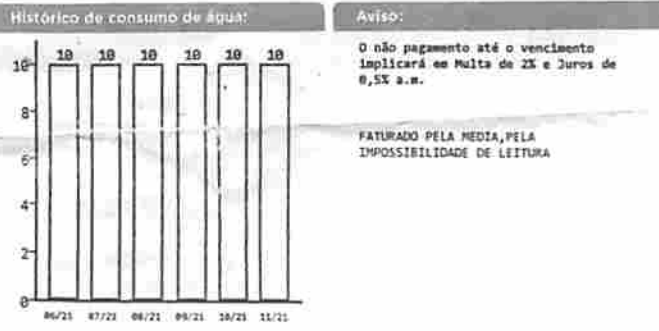 Histórico de consumo de água:
10 10 10 10 10 10
10
8
6
4
2
0
06/21 07/21 08/21 09/21 10/21 11/21
Aviso:
O não pagamento até o vencimento
implicará em Multa de 2% e Juros de
0,5% a.m.
FATURADO PELA MEDIA,PELA
IMPOSSIBILIDADE DE LEITURA